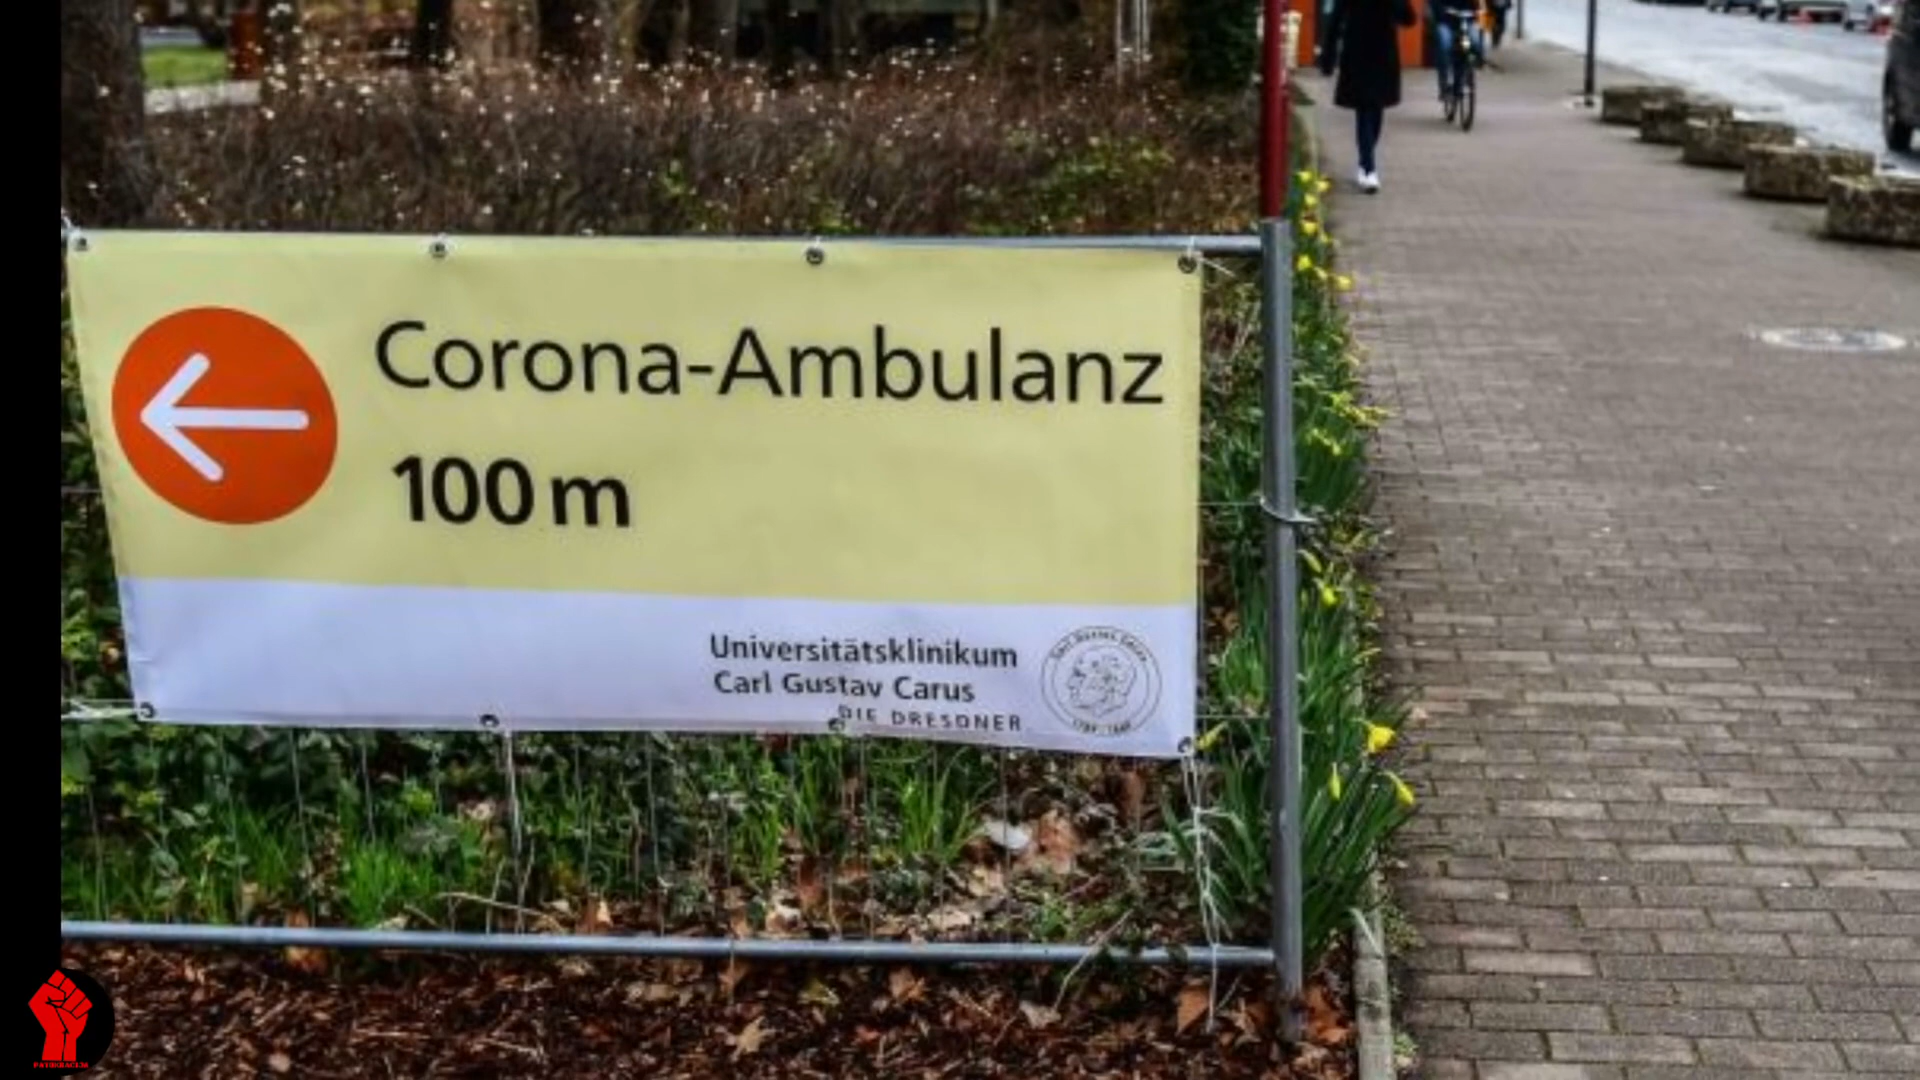 Corona-Ambulanz
100 m
Universitätsklinikum
Carl Gustav Carus
DIE DRESDNER